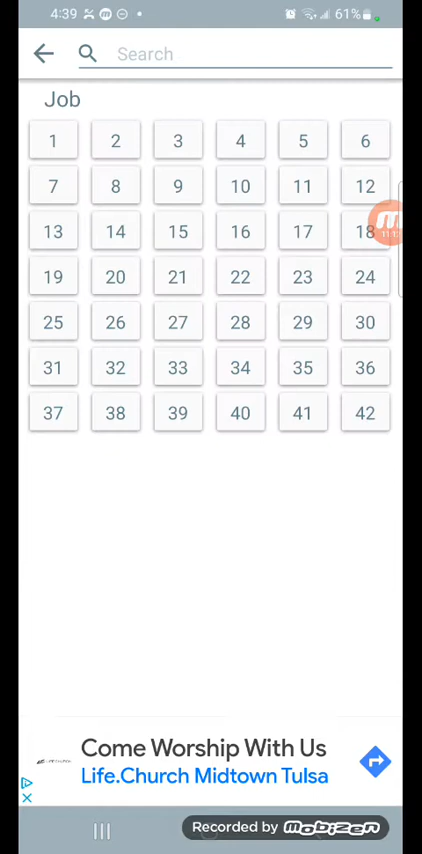 4:39 61%
Search
Job
1 2 3 4 5 6
7 8 9 10 11 12
13 14 15 16 17 18
11:1
19 20 21 22 23 24
25 26 27 28 29 30
31 32 33 34 35 36
37 38 39 40 41 42
Come Worship With Us
Life.Church Midtown Tulsa
Recorded by MOBIZEN